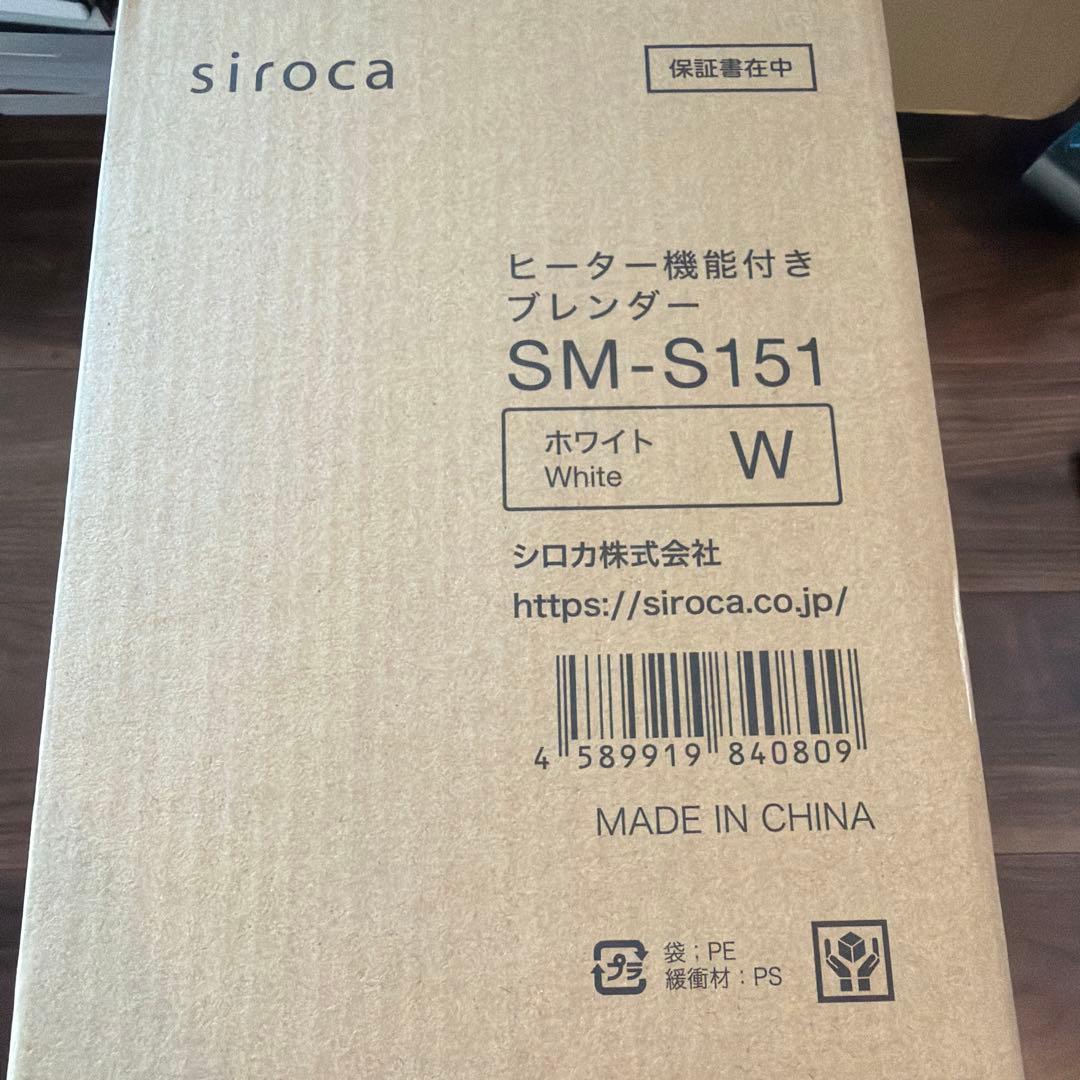 siroca
保証書在中
ヒーター機能付き
ブレンダー
SM-S151
ホワイト
White
W
シロカ株式会社
https://siroca.co.jp/
4 589919 840809
MADE IN CHINA
プラ
袋;PE
緩衝材:PS